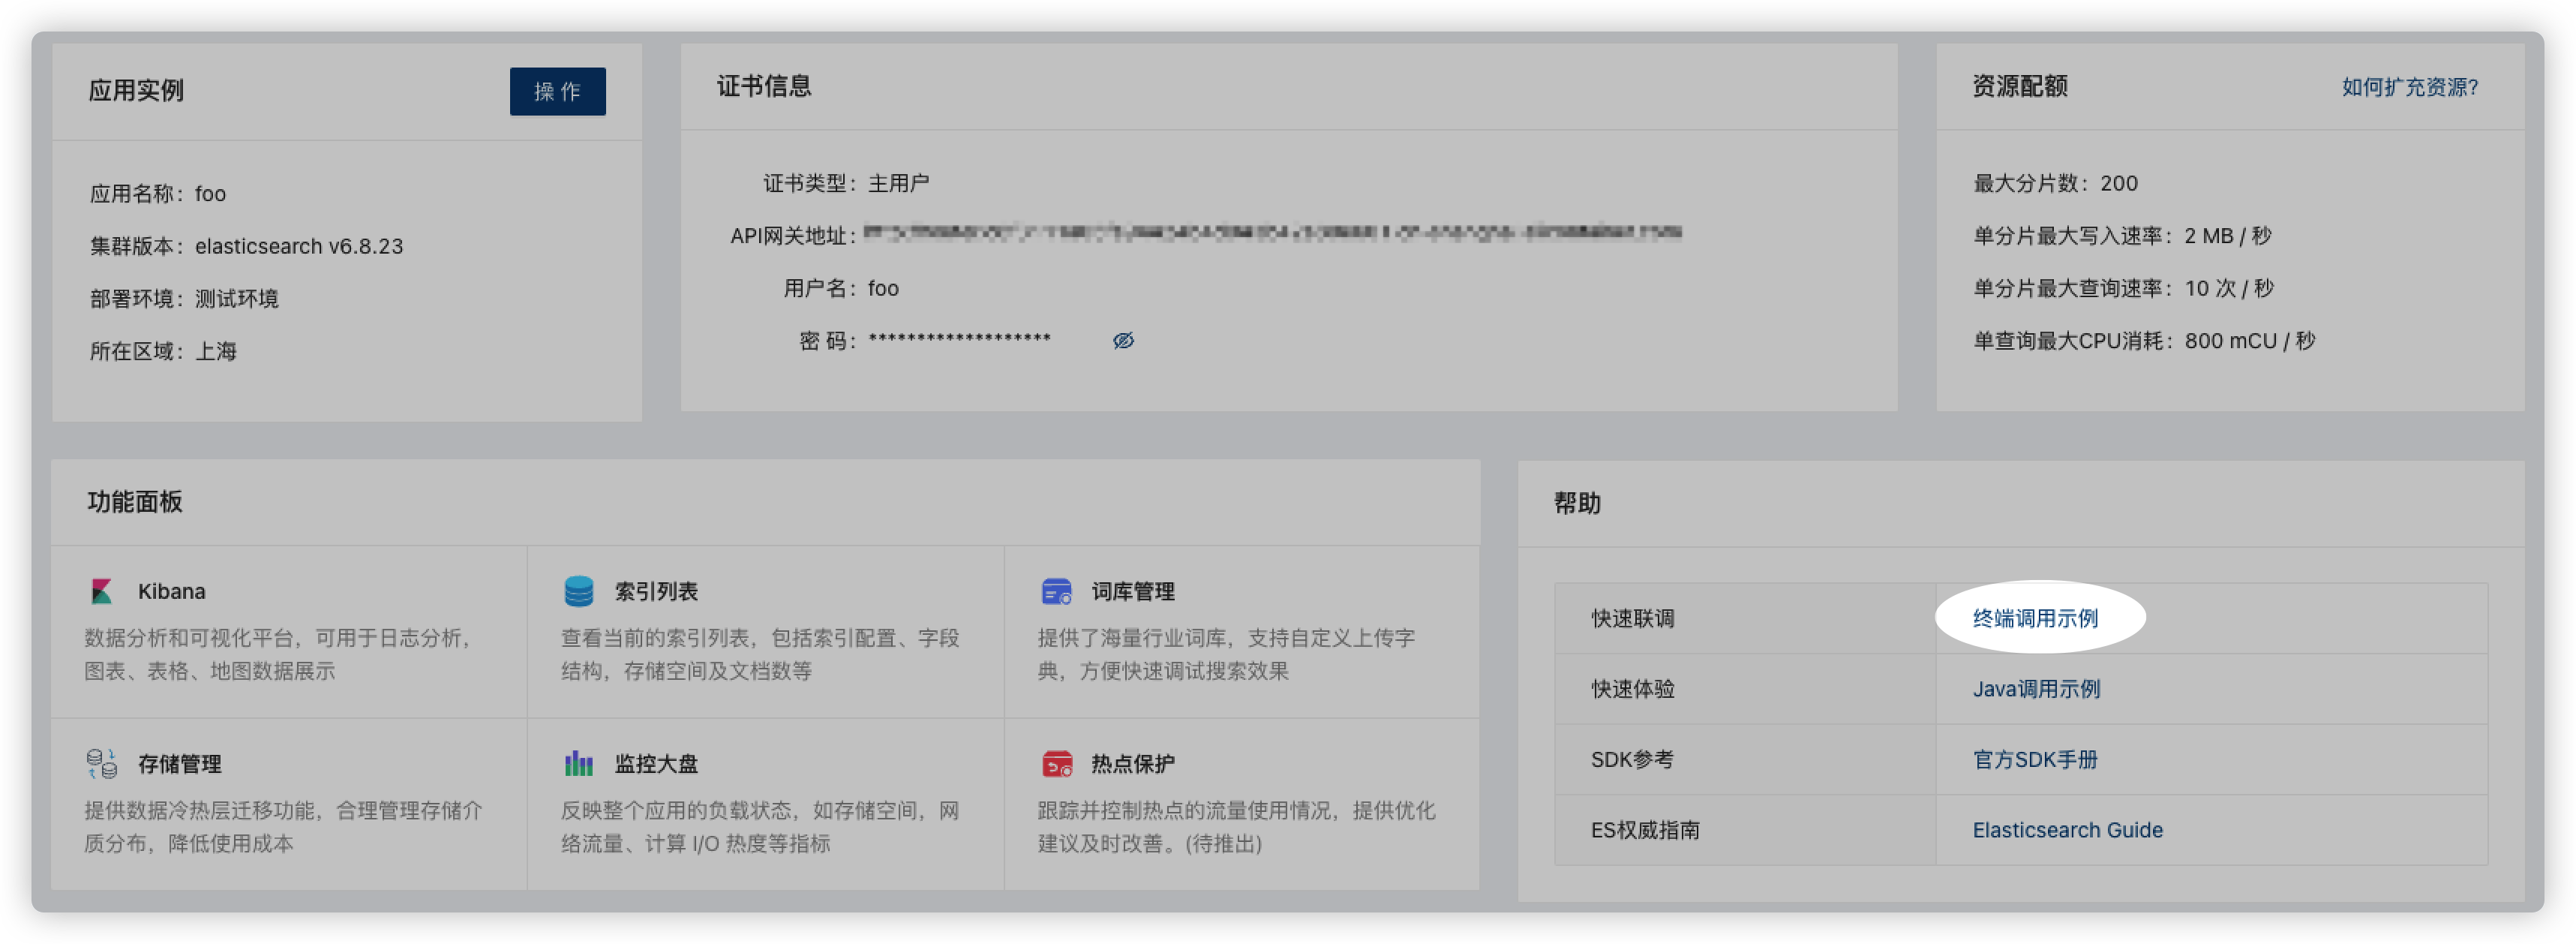 应用实例
操 作
应用名称：foo
集群版本：elasticsearch v6.8.23
部署环境：测试环境
所在区域：上海
证书信息
证书类型：主用户
API网关地址：
用户名：foo
密 码：*******************
资源配额
如何扩充资源?
最大分片数：200
单分片最大写入速率：2 MB / 秒
单分片最大查询速率：10 次 / 秒
单查询最大CPU消耗：800 mCU / 秒
功能面板
Kibana
数据分析和可视化平台，可用于日志分析，
图表、表格、地图数据展示
索引列表
查看当前的索引列表，包括索引配置、字段
结构，存储空间及文档数等
词库管理
提供了海量行业词库，支持自定义上传字
典，方便快速调试搜索效果
存储管理
提供数据冷热层迁移功能，合理管理存储介
质分布，降低使用成本
监控大盘
反映整个应用的负载状态，如存储空间，网
络流量、计算 I/O 热度等指标
热点保护
跟踪并控制热点的流量使用情况，提供优化
建议及时改善。(待推出)
帮助
快速联调 终端调用示例
快速体验 Java调用示例
SDK参考 官方SDK手册
ES权威指南 Elasticsearch Guide